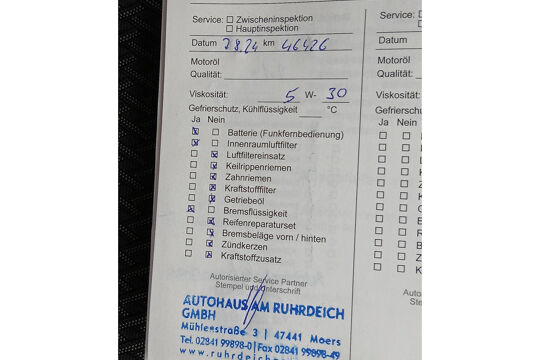 Service: ☐ Zwischeninspektion
☐ Hauptinspektion
Datum 7.8.24 km 46426
Motoröl
Qualität:
Viskosität: 5 W- 30
Gefrierschutz, Kühlflüssigkeit °C
Ja Nein
☒ ☐ Batterie (Funkfernbedienung)
☒ ☐ Innenraumluftfilter
☐ ☒ Luftfiltereinsatz
☐ ☒ Keilrippenriemen
☐ ☒ Zahnriemen
☐ ☒ Kraftstofffilter
☐ ☒ Getriebeöl
☒ ☐ Bremsflüssigkeit
☐ ☒ Reifenreparaturset
☐ ☒ Bremsbeläge vorn / hinten
☐ ☒ Zündkerzen
☐ ☒ Kraftstoffzusatz
Autorisierter Service Partner
Stempel und Unterschrift
AUTOHAUS AM RUHRDEICH
GMBH
Mühlenstraße 3 | 47441 Moers
Tel. 02841 99898-0 | Fax 02841 99898-49
Service: ☐
☐
Datum
Motoröl
Qualität:
Viskosität:
Ja Nein